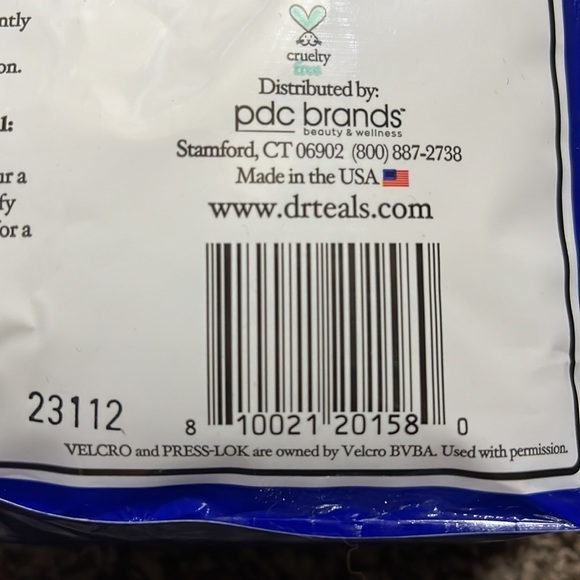 ntly
on.
l:
ur a
fy
or a
cruelty
free
Distributed by:
pdc brands™
beauty & wellness
Stamford, CT 06902 (800) 887-2738
Made in the USA
www.drteals.com
23112
8 10021 20158 0
VELCRO and PRESS-LOK are owned by Velcro BVBA. Used with permission.